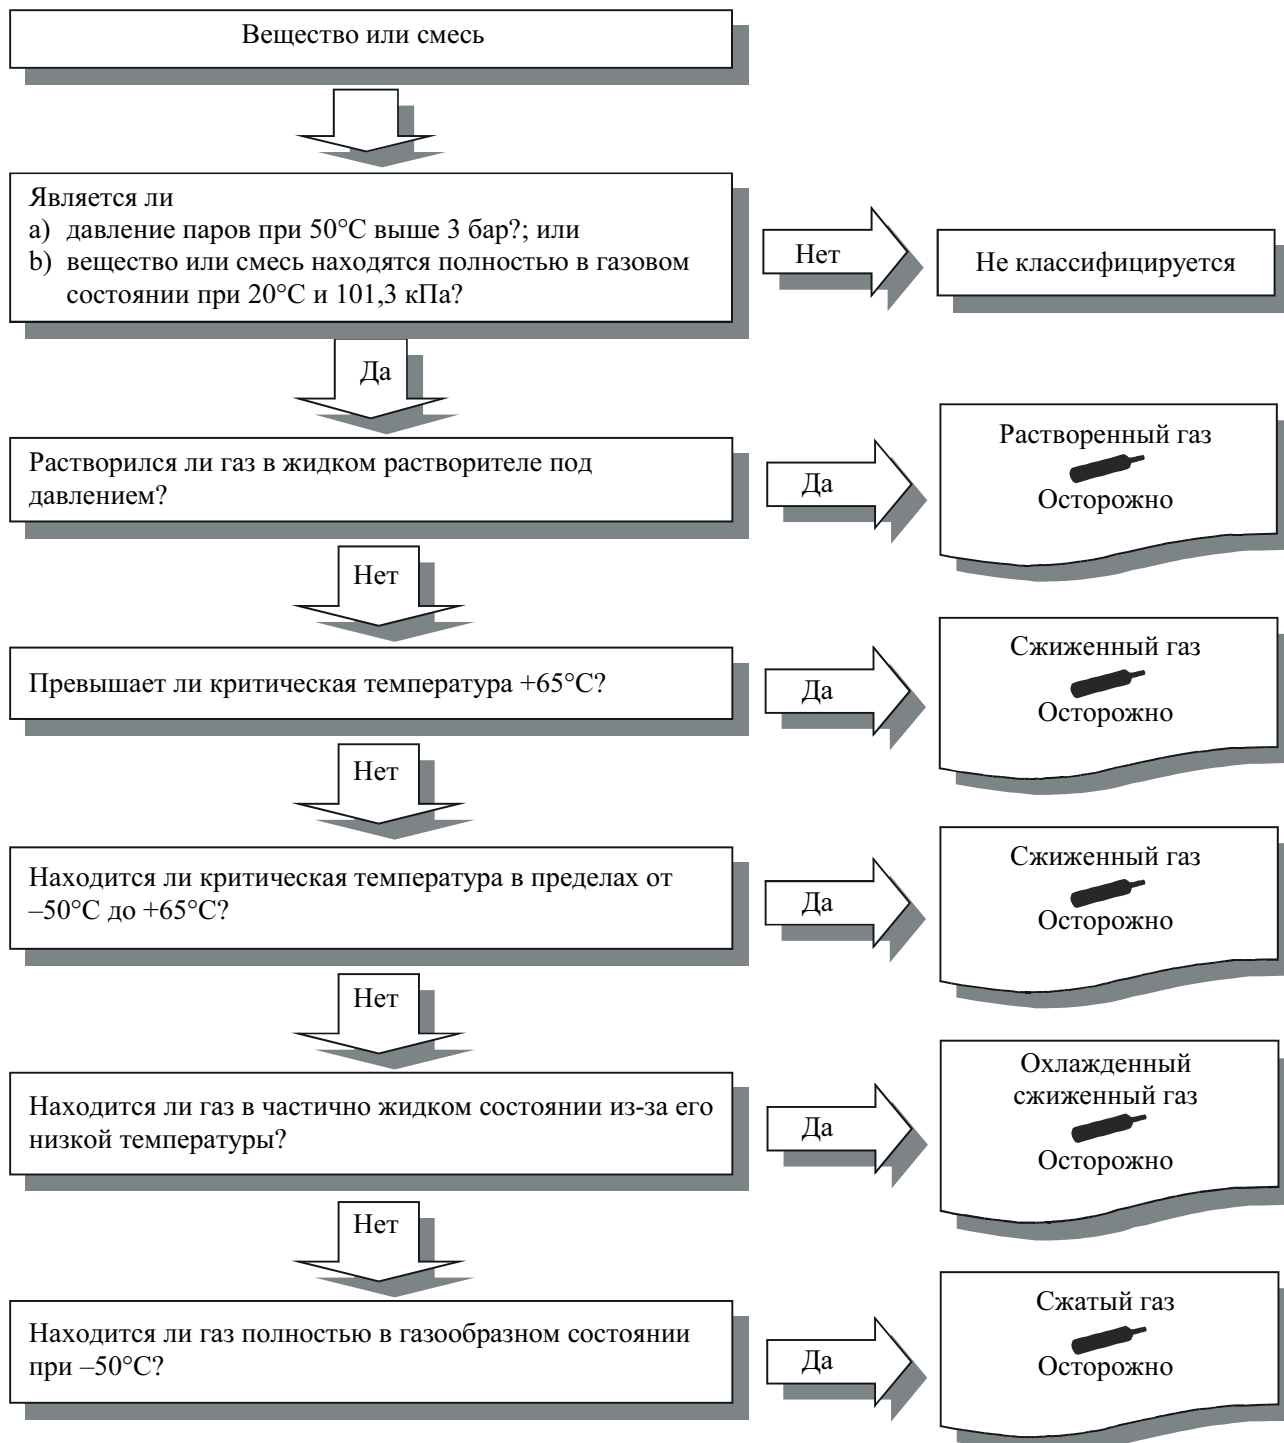 Вещество или смесь
Является ли
a) давление паров при 50°C выше 3 бар?; или
b) вещество или смесь находятся полностью в газовом
состоянии при 20°C и 101,3 кПа?
Нет
Не классифицируется
Да
Растворился ли газ в жидком растворителе под
давлением?
Да
Растворенный газ
Осторожно
Нет
Превышает ли критическая температура +65°C?
Да
Сжиженный газ
Осторожно
Нет
Находится ли критическая температура в пределах от
–50°C до +65°C?
Да
Сжиженный газ
Осторожно
Нет
Находится ли газ в частично жидком состоянии из-за его
низкой температуры?
Да
Охлажденный
сжиженный газ
Осторожно
Нет
Находится ли газ полностью в газообразном состоянии
при –50°C?
Да
Сжатый газ
Осторожно